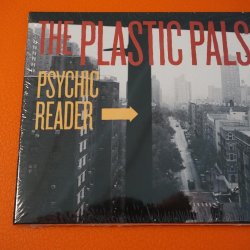 THE PLASTIC PALS
PSYCHIC
READER